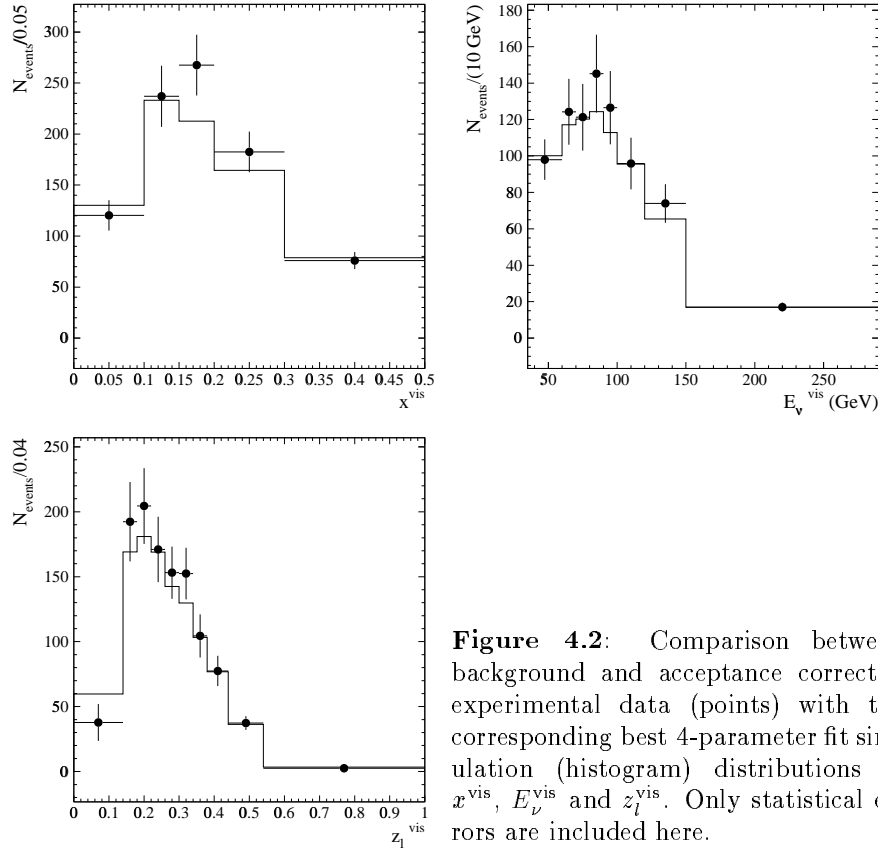 N_events/0.05
300
250
200
150
100
50
0
0 0.05 0.1 0.15 0.2 0.25 0.3 0.35 0.4 0.45 0.5
x^vis
N_events/(10 GeV)
180
160
140
120
100
80
60
40
20
0
50 100 150 200 250
E_ν^vis (GeV)
N_events/0.04
250
200
150
100
50
0
0 0.1 0.2 0.3 0.4 0.5 0.6 0.7 0.8 0.9 1
z_l^vis
Figure 4.2: Comparison betwe
background and acceptance correct
experimental data (points) with t
corresponding best 4-parameter fit sim
ulation (histogram) distributions
x^vis, E_ν^vis and z_l^vis. Only statistical e
rors are included here.